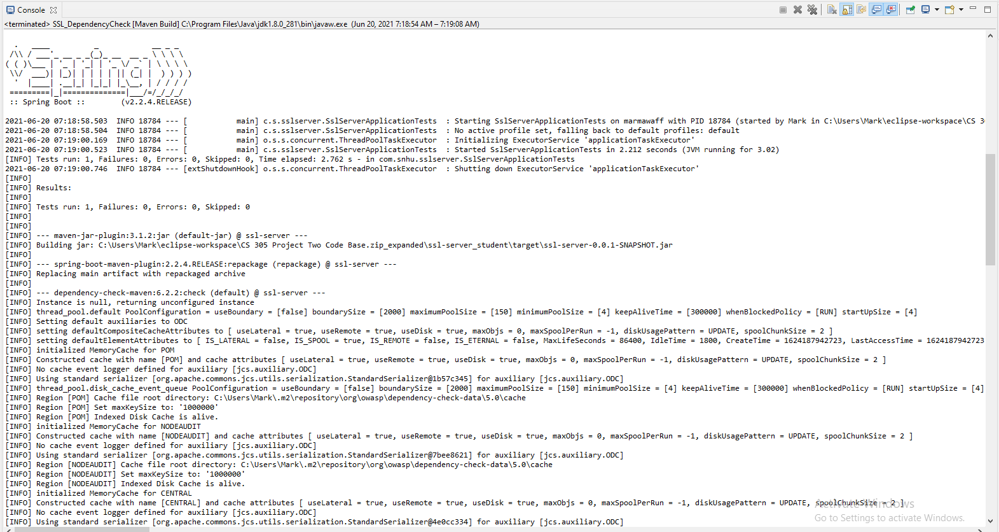 Console
<terminated> SSL_DependencyCheck [Maven Build] C:\Program Files\Java\jdk1.8.0_281\bin\javaw.exe (Jun 20, 2021 7:18:54 AM – 7:19:08 AM)
  .   ____          _            __ _ _
 /\\ / ___'_ __ _ _(_)_ __  __ _ \ \ \ \
( ( )\___ | '_ | '_| | '_ \/ _` | \ \ \ \
 \\/  ___)| |_)| | | | | || (_| |  ) ) ) )
  '  |____| .__|_| |_|_| |_\__, | / / / /
 =========|_|==============|___/=/_/_/_/
 :: Spring Boot ::        (v2.2.4.RELEASE)
2021-06-20 07:18:58.503  INFO 18784 --- [           main] c.s.sslserver.SslServerApplicationTests  : Starting SslServerApplicationTests on marmawaff with PID 18784 (started by Mark in C:\Users\Mark\eclipse-workspace\CS 3
2021-06-20 07:18:58.504  INFO 18784 --- [           main] c.s.sslserver.SslServerApplicationTests  : No active profile set, falling back to default profiles: default
2021-06-20 07:19:00.169  INFO 18784 --- [           main] o.s.s.concurrent.ThreadPoolTaskExecutor  : Initializing ExecutorService 'applicationTaskExecutor'
2021-06-20 07:19:00.523  INFO 18784 --- [           main] c.s.sslserver.SslServerApplicationTests  : Started SslServerApplicationTests in 2.212 seconds (JVM running for 3.02)
[INFO] Tests run: 1, Failures: 0, Errors: 0, Skipped: 0, Time elapsed: 2.762 s - in com.snhu.sslserver.SslServerApplicationTests
2021-06-20 07:19:00.746  INFO 18784 --- [extShutdownHook] o.s.s.concurrent.ThreadPoolTaskExecutor  : Shutting down ExecutorService 'applicationTaskExecutor'
[INFO]
[INFO] Results:
[INFO]
[INFO] Tests run: 1, Failures: 0, Errors: 0, Skipped: 0
[INFO]
[INFO]
[INFO] --- maven-jar-plugin:3.1.2:jar (default-jar) @ ssl-server ---
[INFO] Building jar: C:\Users\Mark\eclipse-workspace\CS 305 Project Two Code Base.zip_expanded\ssl-server_student\target\ssl-server-0.0.1-SNAPSHOT.jar
[INFO]
[INFO] --- spring-boot-maven-plugin:2.2.4.RELEASE:repackage (repackage) @ ssl-server ---
[INFO] Replacing main artifact with repackaged archive
[INFO]
[INFO] --- dependency-check-maven:6.2.2:check (default) @ ssl-server ---
[INFO] Instance is null, returning unconfigured instance
[INFO] thread_pool.default PoolConfiguration = useBoundary = [false] boundarySize = [2000] maximumPoolSize = [150] minimumPoolSize = [4] keepAliveTime = [300000] whenBlockedPolicy = [RUN] startUpSize = [4]
[INFO] Setting default auxiliaries to ODC
[INFO] setting defaultCompositeCacheAttributes to [ useLateral = true, useRemote = true, useDisk = true, maxObjs = 0, maxSpoolPerRun = -1, diskUsagePattern = UPDATE, spoolChunkSize = 2 ]
[INFO] setting defaultElementAttributes to [ IS_LATERAL = false, IS_SPOOL = true, IS_REMOTE = false, IS_ETERNAL = false, MaxLifeSeconds = 86400, IdleTime = 1800, CreateTime = 1624187942723, LastAccessTime = 1624187942723
[INFO] initialized MemoryCache for POM
[INFO] Constructed cache with name [POM] and cache attributes [ useLateral = true, useRemote = true, useDisk = true, maxObjs = 0, maxSpoolPerRun = -1, diskUsagePattern = UPDATE, spoolChunkSize = 2 ]
[INFO] No cache event logger defined for auxiliary [jcs.auxiliary.ODC]
[INFO] Using standard serializer [org.apache.commons.jcs.utils.serialization.StandardSerializer@1b57c345] for auxiliary [jcs.auxiliary.ODC]
[INFO] thread_pool.disk_cache_event_queue PoolConfiguration = useBoundary = [false] boundarySize = [2000] maximumPoolSize = [150] minimumPoolSize = [4] keepAliveTime = [300000] whenBlockedPolicy = [RUN] startUpSize = [4]
[INFO] Region [POM] Cache file root directory: C:\Users\Mark\.m2\repository\org\owasp\dependency-check-data\5.0\cache
[INFO] Region [POM] Set maxKeySize to: '1000000'
[INFO] Region [POM] Indexed Disk Cache is alive.
[INFO] initialized MemoryCache for NODEAUDIT
[INFO] Constructed cache with name [NODEAUDIT] and cache attributes [ useLateral = true, useRemote = true, useDisk = true, maxObjs = 0, maxSpoolPerRun = -1, diskUsagePattern = UPDATE, spoolChunkSize = 2 ]
[INFO] No cache event logger defined for auxiliary [jcs.auxiliary.ODC]
[INFO] Using standard serializer [org.apache.commons.jcs.utils.serialization.StandardSerializer@7bee8621] for auxiliary [jcs.auxiliary.ODC]
[INFO] Region [NODEAUDIT] Cache file root directory: C:\Users\Mark\.m2\repository\org\owasp\dependency-check-data\5.0\cache
[INFO] Region [NODEAUDIT] Set maxKeySize to: '1000000'
[INFO] Region [NODEAUDIT] Indexed Disk Cache is alive.
[INFO] initialized MemoryCache for CENTRAL
[INFO] Constructed cache with name [CENTRAL] and cache attributes [ useLateral = true, useRemote = true, useDisk = true, maxObjs = 0, maxSpoolPerRun = -1, diskUsagePattern = UPDATE, spoolChunkSize = 2 ]
[INFO] No cache event logger defined for auxiliary [jcs.auxiliary.ODC]
[INFO] Using standard serializer [org.apache.commons.jcs.utils.serialization.StandardSerializer@4e0cc334] for auxiliary [jcs.auxiliary.ODC]
Activate Windows
Go to Settings to activate Windows.